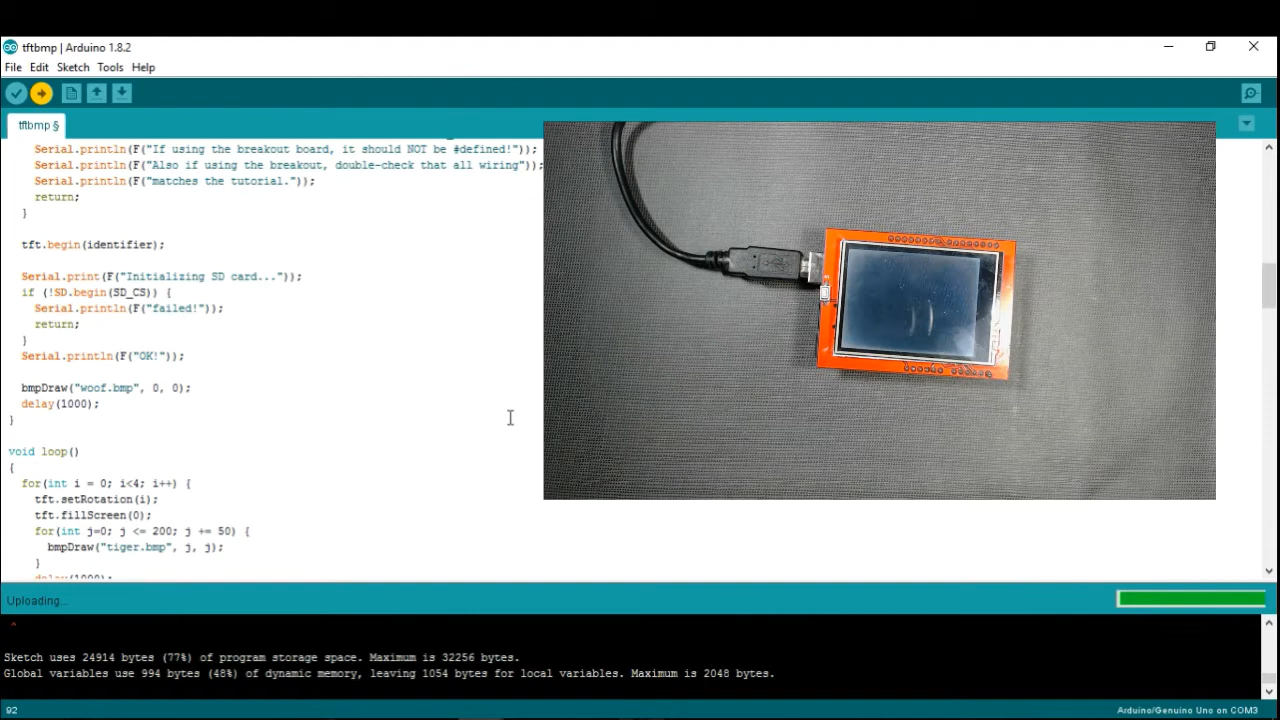 tftbmp | Arduino 1.8.2
File Edit Sketch Tools Help
tftbmp §
Serial.println(F("If using the breakout board, it should NOT be #defined!"));
Serial.println(F("Also if using the breakout, double-check that all wiring"));
Serial.println(F("matches the tutorial."));
return;
}
tft.begin(identifier);
Serial.print(F("Initializing SD card..."));
if (!SD.begin(SD_CS)) {
Serial.println(F("failed!"));
return;
}
Serial.println(F("OK!"));
bmpDraw("woof.bmp", 0, 0);
delay(1000);
}
void loop()
{
for(int i = 0; i<4; i++) {
tft.setRotation(i);
tft.fillScreen(0);
for(int j=0; j <= 200; j += 50) {
bmpDraw("tiger.bmp", j, j);
}
delay(1000);
Uploading...
^
Sketch uses 24914 bytes (77%) of program storage space. Maximum is 32256 bytes.
Global variables use 994 bytes (48%) of dynamic memory, leaving 1054 bytes for local variables. Maximum is 2048 bytes.
92
Arduino/Genuino Uno on COM3